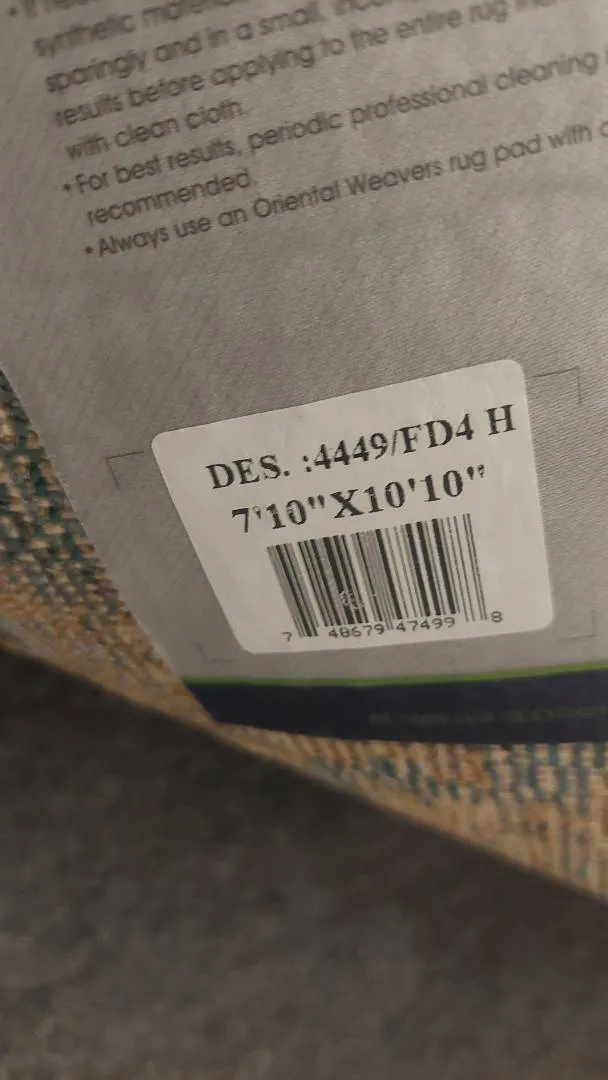 synthetic
sparingly and in a small,
results before applying to the entire rug
with clean cloth.
• For best results, periodic professional cleaning
recommended.
• Always use an Oriental Weavers rug pad with
DES. :4449/FD4 H
7'10"X10'10"
7 48679 47499 8